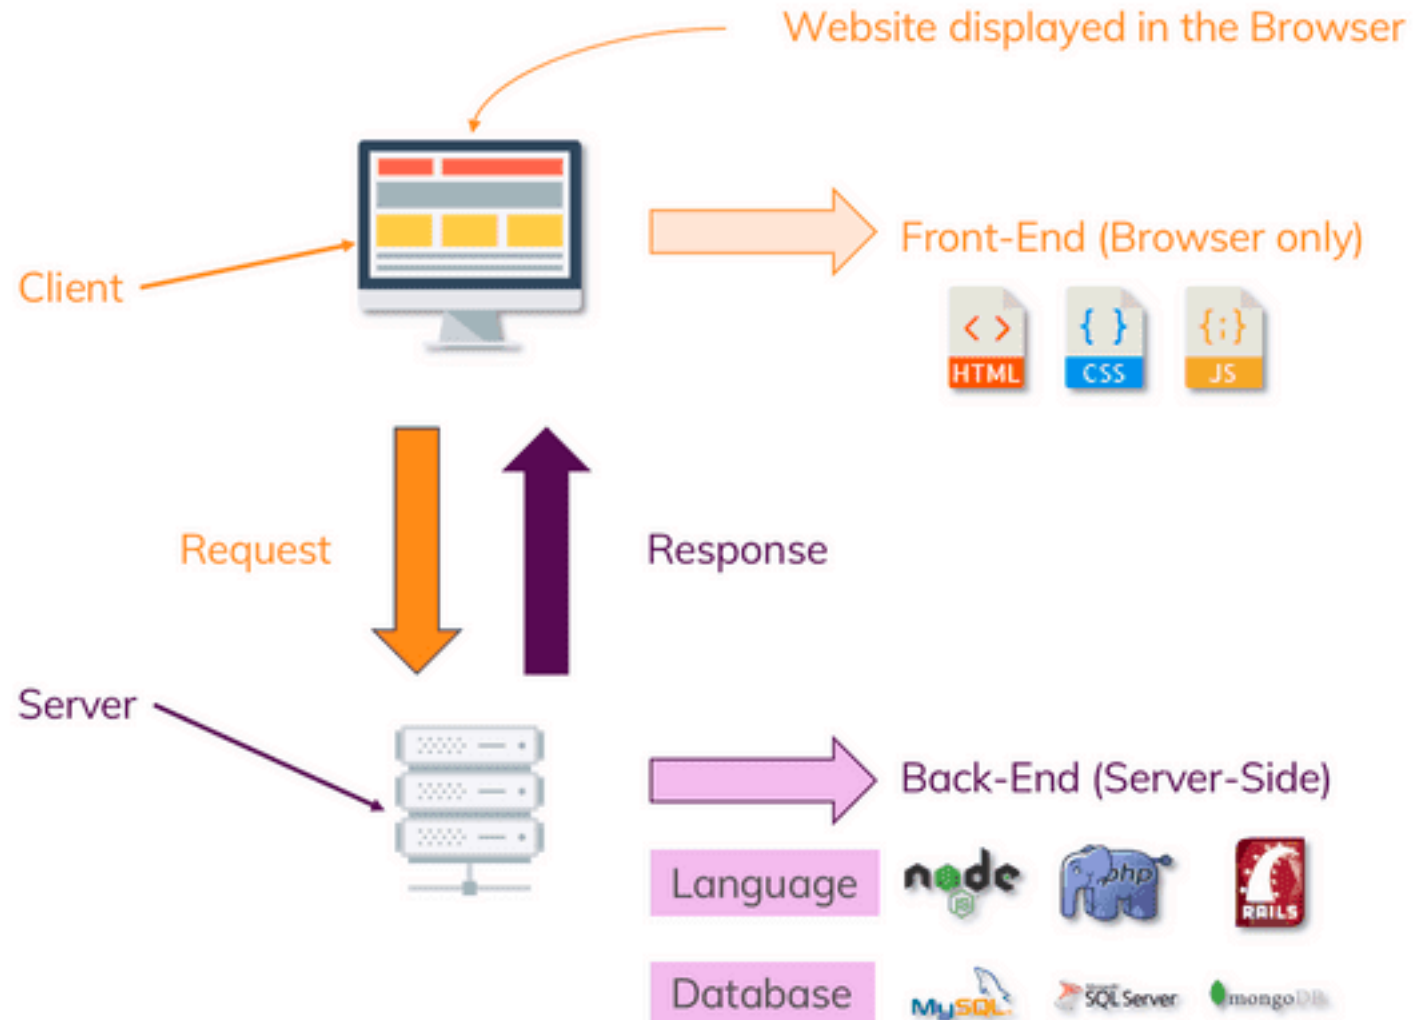 Website displayed in the Browser
Client
Front-End (Browser only)
< >
{ }
{;}
HTML
CSS
JS
Request
Response
Server
Back-End (Server-Side)
Language
node
JS
php
RAILS
Database
MySQL
SQL Server
mongoDB